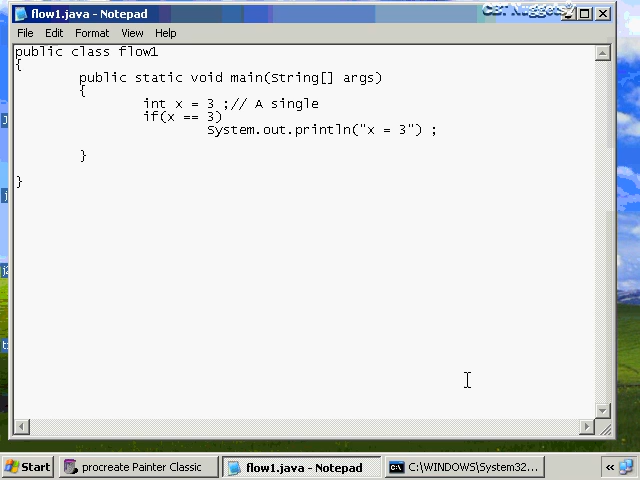 CBT Nuggets
flow1.java - Notepad
File Edit Format View Help
public class flow1
{
public static void main(String[] args)
{
int x = 3 ;// A single
if(x == 3)
System.out.println("x = 3") ;
}
}
Start
procreate Painter Classic
flow1.java - Notepad
C:\WINDOWS\System32...